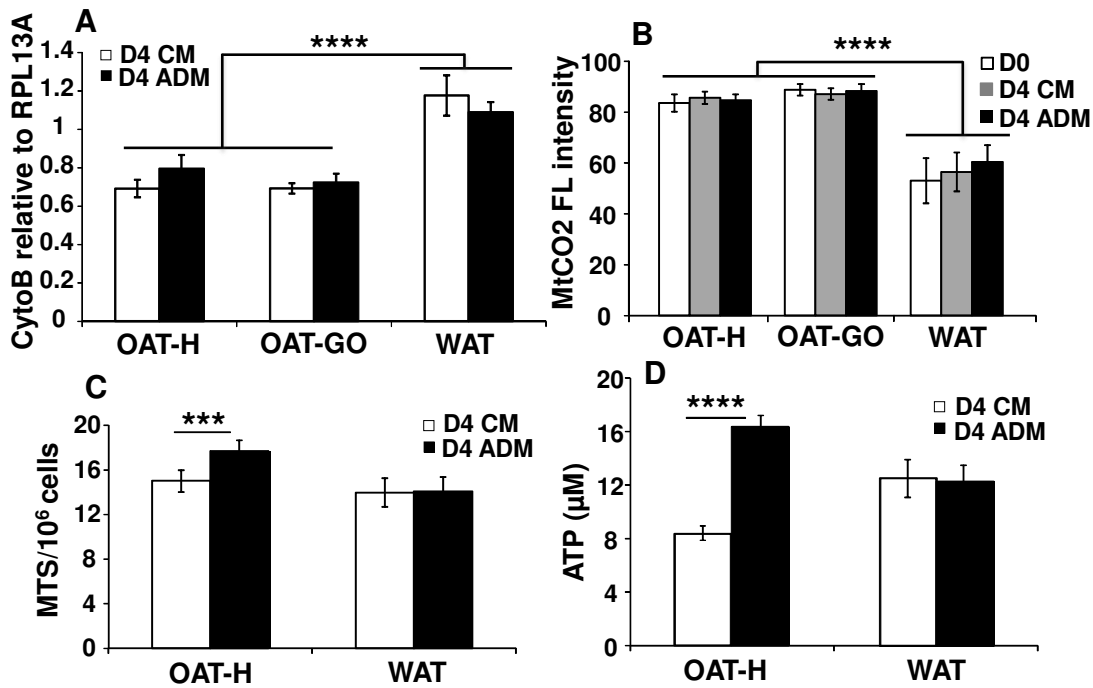 A
CytoB relative to RPL13A
D4 CM
D4 ADM
****
1.4
1.2
1
0.8
0.6
0.4
0.2
0
OAT-H OAT-GO WAT
B
MtCO2 FL intensity
****
D0
D4 CM
D4 ADM
100
80
60
40
20
0
OAT-H OAT-GO WAT
C
MTS/10⁶ cells
***
D4 CM
D4 ADM
20
16
12
8
4
0
OAT-H WAT
D
ATP (µM)
****
D4 CM
D4 ADM
20
16
12
8
4
0
OAT-H WAT